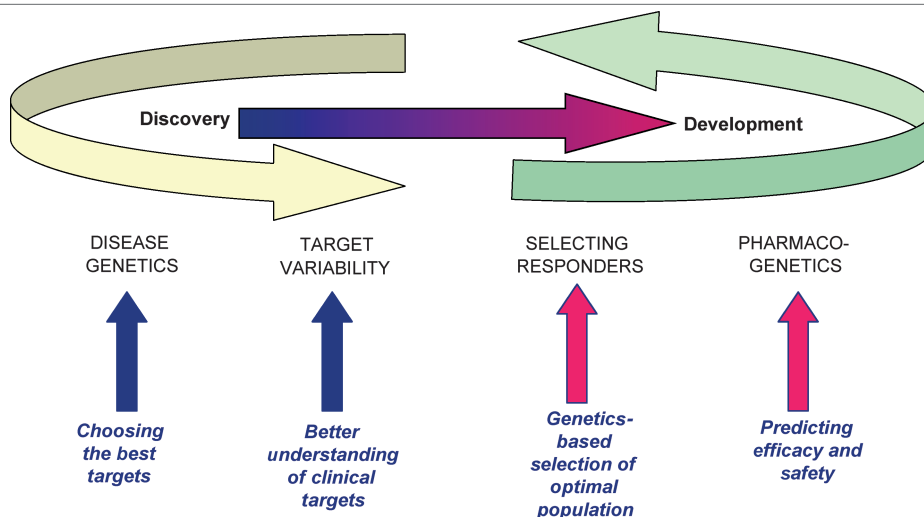 Discovery
Development
DISEASE
GENETICS
TARGET
VARIABILITY
SELECTING
RESPONDERS
PHARMACO-
GENETICS
Choosing
the best
targets
Better
understanding
of clinical
targets
Genetics-
based
selection of
optimal
population
Predicting
efficacy and
safety